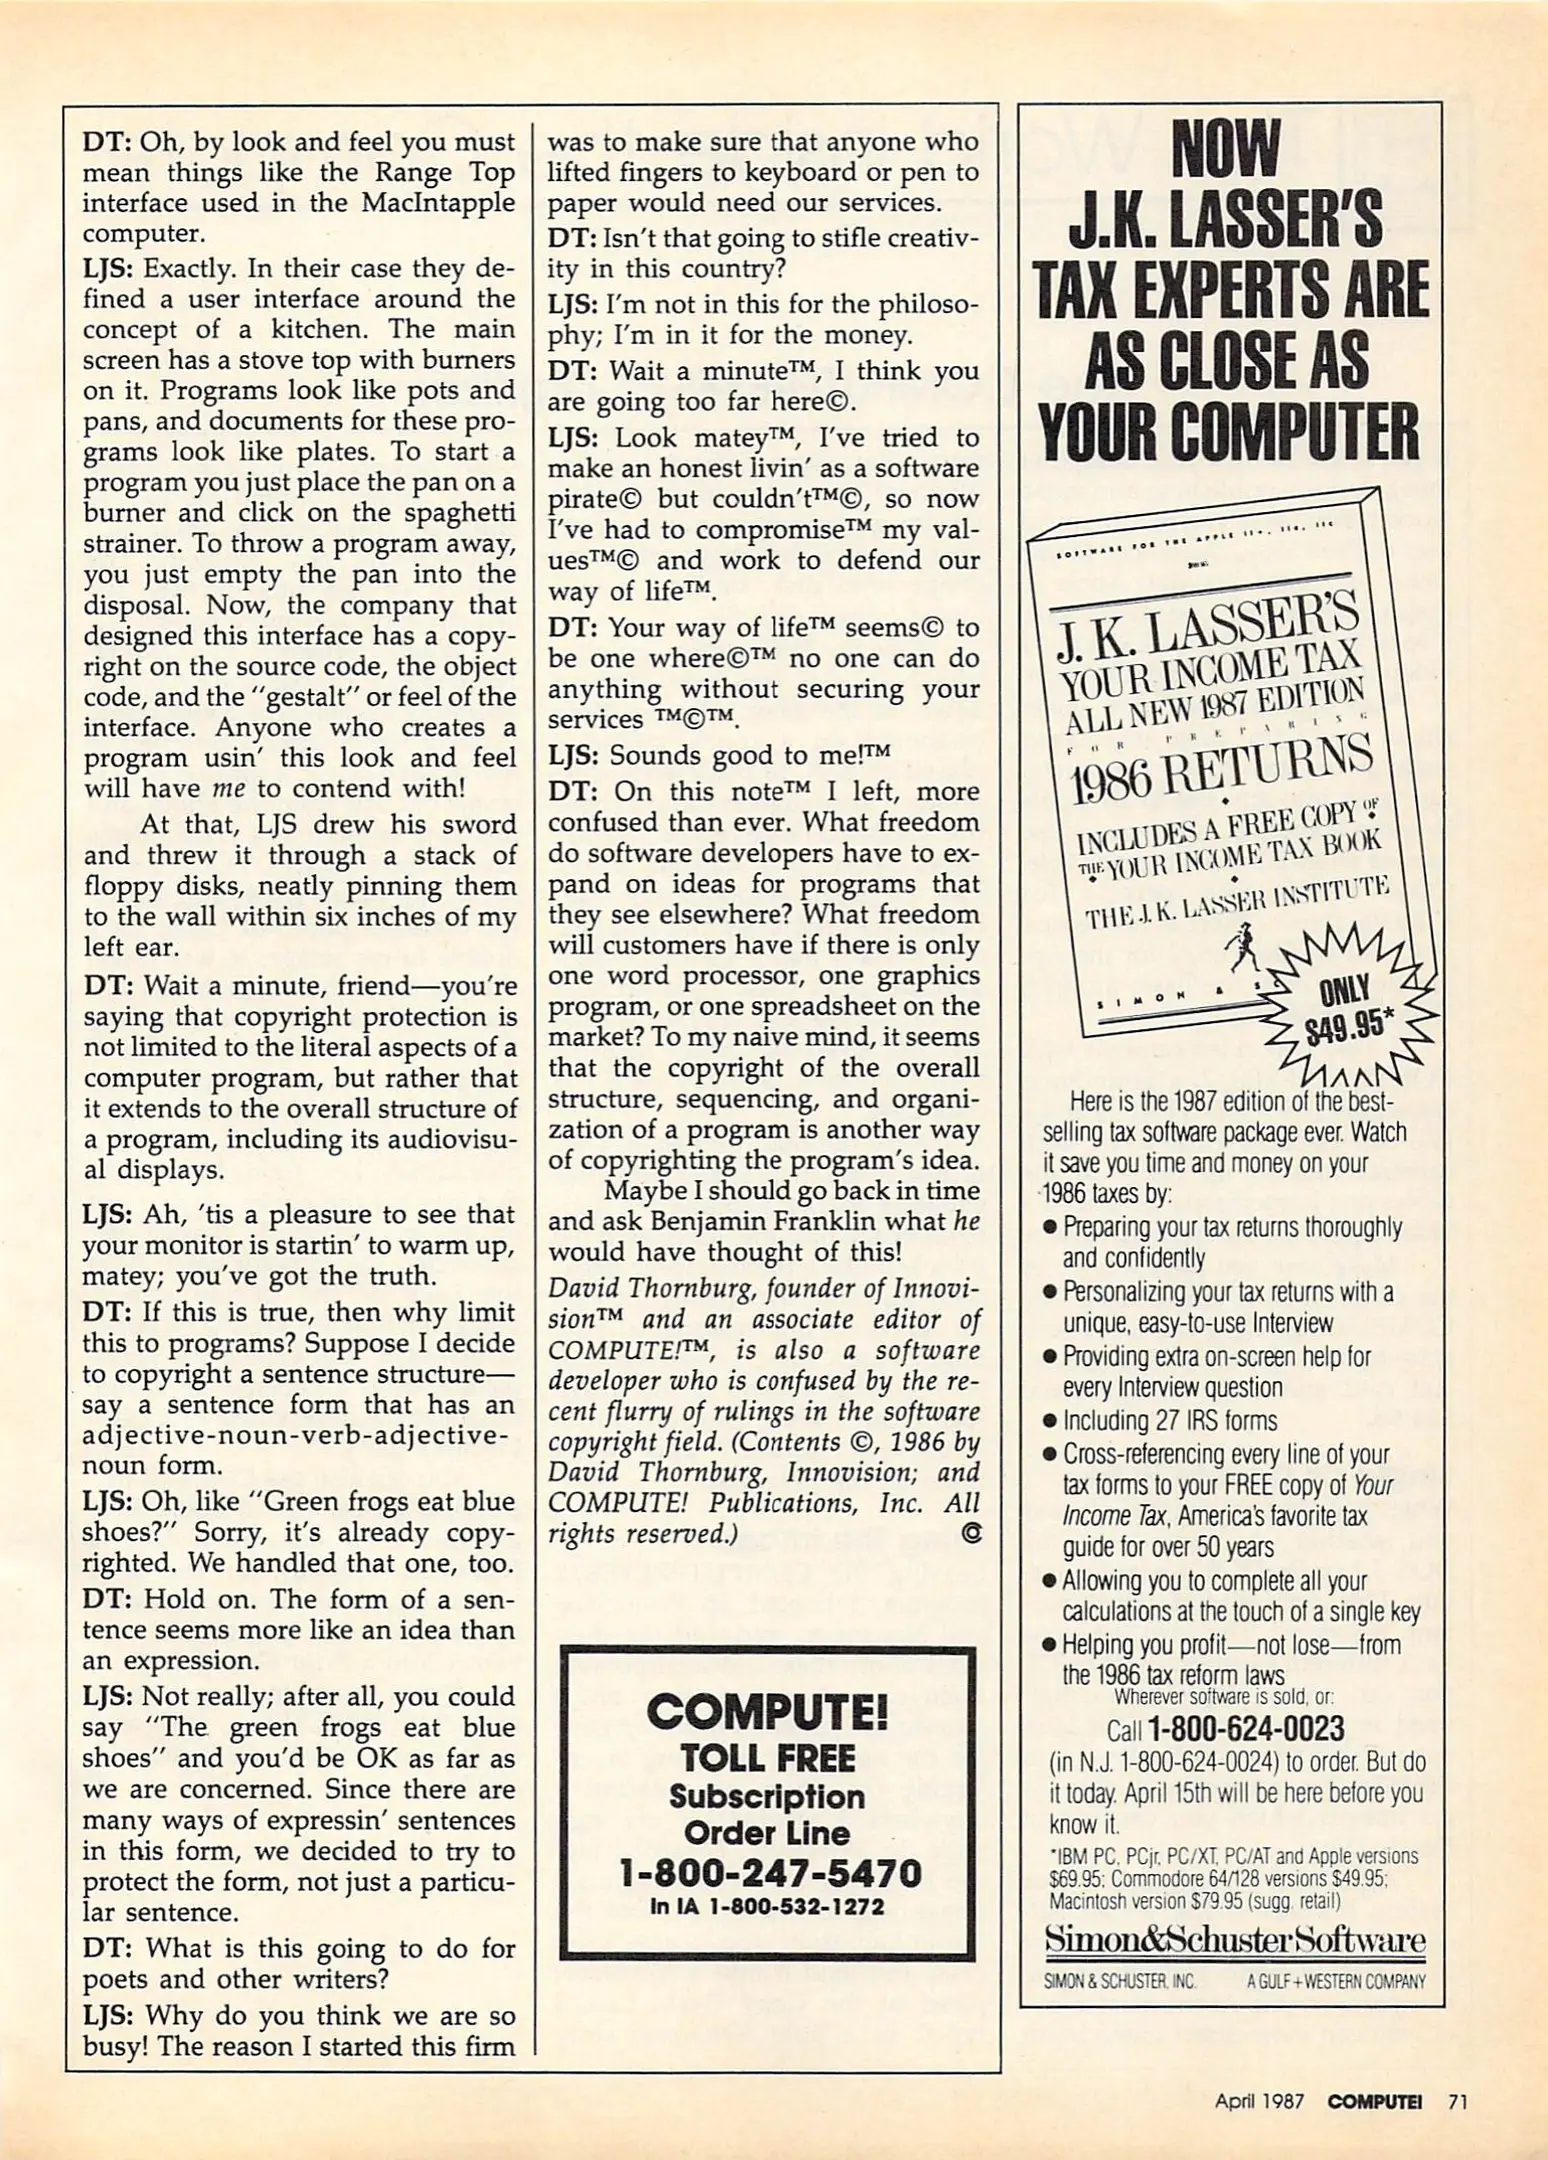 DT: Oh, by look and feel you must
mean things like the Range Top
interface used in the MacIntapple
computer.
LJS: Exactly. In their case they de-
fined a user interface around the
concept of a kitchen. The main
screen has a stove top with burners
on it. Programs look like pots and
pans, and documents for these pro-
grams look like plates. To start a
program you just place the pan on a
burner and click on the spaghetti
strainer. To throw a program away,
you just empty the pan into the
disposal. Now, the company that
designed this interface has a copy-
right on the source code, the object
code, and the "gestalt" or feel of the
interface. Anyone who creates a
program usin' this look and feel
will have me to contend with!
At that, LJS drew his sword
and threw it through a stack of
floppy disks, neatly pinning them
to the wall within six inches of my
left ear.
DT: Wait a minute, friend—you're
saying that copyright protection is
not limited to the literal aspects of a
computer program, but rather that
it extends to the overall structure of
a program, including its audiovisu-
al displays.
LJS: Ah, 'tis a pleasure to see that
your monitor is startin' to warm up,
matey; you've got the truth.
DT: If this is true, then why limit
this to programs? Suppose I decide
to copyright a sentence structure—
say a sentence form that has an
adjective-noun-verb-adjective-
noun form.
LJS: Oh, like "Green frogs eat blue
shoes?" Sorry, it's already copy-
righted. We handled that one, too.
DT: Hold on. The form of a sen-
tence seems more like an idea than
an expression.
LJS: Not really; after all, you could
say "The green frogs eat blue
shoes" and you'd be OK as far as
we are concerned. Since there are
many ways of expressin' sentences
in this form, we decided to try to
protect the form, not just a particu-
lar sentence.
DT: What is this going to do for
poets and other writers?
LJS: Why do you think we are so
busy! The reason I started this firm
was to make sure that anyone who
lifted fingers to keyboard or pen to
paper would need our services.
DT: Isn't that going to stifle creativ-
ity in this country?
LJS: I'm not in this for the philoso-
phy; I'm in it for the money.
DT: Wait a minute™, I think you
are going too far here©.
LJS: Look matey™, I've tried to
make an honest livin' as a software
pirate© but couldn't™©, so now
I've had to compromise™ my val-
ues™© and work to defend our
way of life™.
DT: Your way of life™ seems© to
be one where©™ no one can do
anything without securing your
services ™©™.
LJS: Sounds good to me!™
DT: On this note™ I left, more
confused than ever. What freedom
do software developers have to ex-
pand on ideas for programs that
they see elsewhere? What freedom
will customers have if there is only
one word processor, one graphics
program, or one spreadsheet on the
market? To my naive mind, it seems
that the copyright of the overall
structure, sequencing, and organi-
zation of a program is another way
of copyrighting the program's idea.
Maybe I should go back in time
and ask Benjamin Franklin what he
would have thought of this!
David Thornburg, founder of Innovi-
sion™ and an associate editor of
COMPUTE!™, is also a software
developer who is confused by the re-
cent flurry of rulings in the software
copyright field. (Contents ©, 1986 by
David Thornburg, Innovision; and
COMPUTE! Publications, Inc. All
rights reserved.)
COMPUTE!
TOLL FREE
Subscription
Order Line
1-800-247-5470
In IA 1-800-532-1272
NOW
J.K. LASSER'S
TAX EXPERTS ARE
AS CLOSE AS
YOUR COMPUTER
SOFTWARE FOR THE APPLE II+, IIe, IIc
J.K. LASSER'S
YOUR INCOME TAX
ALL NEW 1987 EDITION
FOR PREPARING
1986 RETURNS
INCLUDES A FREE COPY OF
THE YOUR INCOME TAX BOOK
THE J.K. LASSER INSTITUTE
SIMON & SC
ONLY
$49.95*
Here is the 1987 edition of the best-
selling tax software package ever. Watch
it save you time and money on your
1986 taxes by:
● Preparing your tax returns thoroughly
and confidently
● Personalizing your tax returns with a
unique, easy-to-use Interview
● Providing extra on-screen help for
every Interview question
● Including 27 IRS forms
● Cross-referencing every line of your
tax forms to your FREE copy of Your
Income Tax, America's favorite tax
guide for over 50 years
● Allowing you to complete all your
calculations at the touch of a single key
● Helping you profit—not lose—from
the 1986 tax reform laws
Wherever software is sold, or:
Call 1-800-624-0023
(in N.J. 1-800-624-0024) to order. But do
it today. April 15th will be here before you
know it.
*IBM PC, PCjr, PC/XT, PC/AT and Apple versions
$69.95; Commodore 64/128 versions $49.95;
Macintosh version $79.95 (sugg. retail)
Simon&SchusterSoftware
SIMON & SCHUSTER, INC. A GULF+WESTERN COMPANY
April 1987 COMPUTE! 71